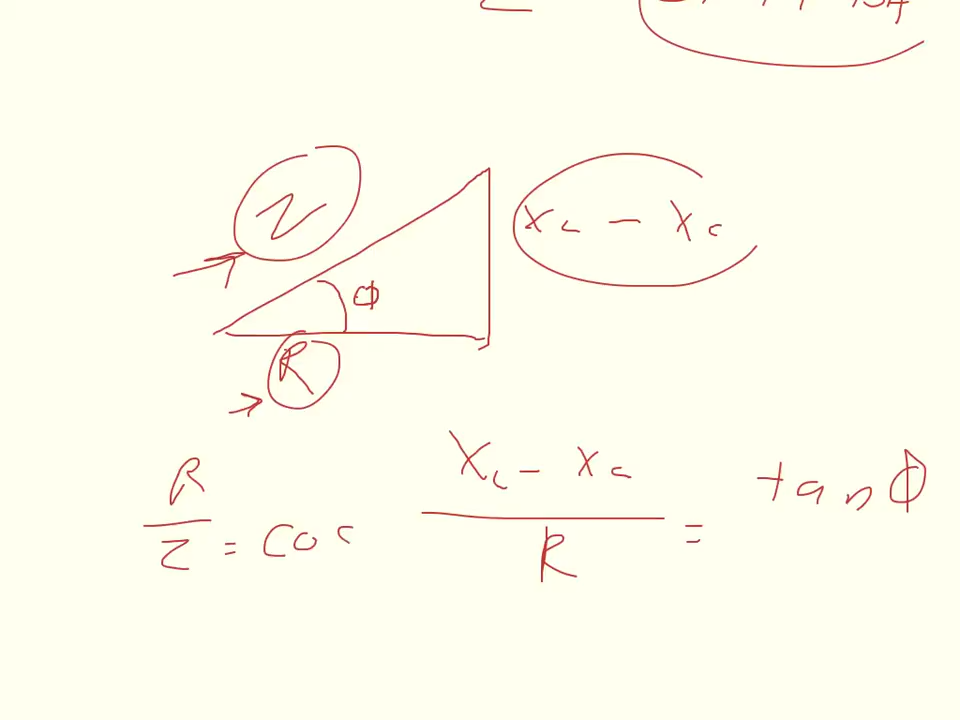 Z
X_L − X_C
ϕ
R
R/Z = cos (X_L − X_C)/R = tan ϕ